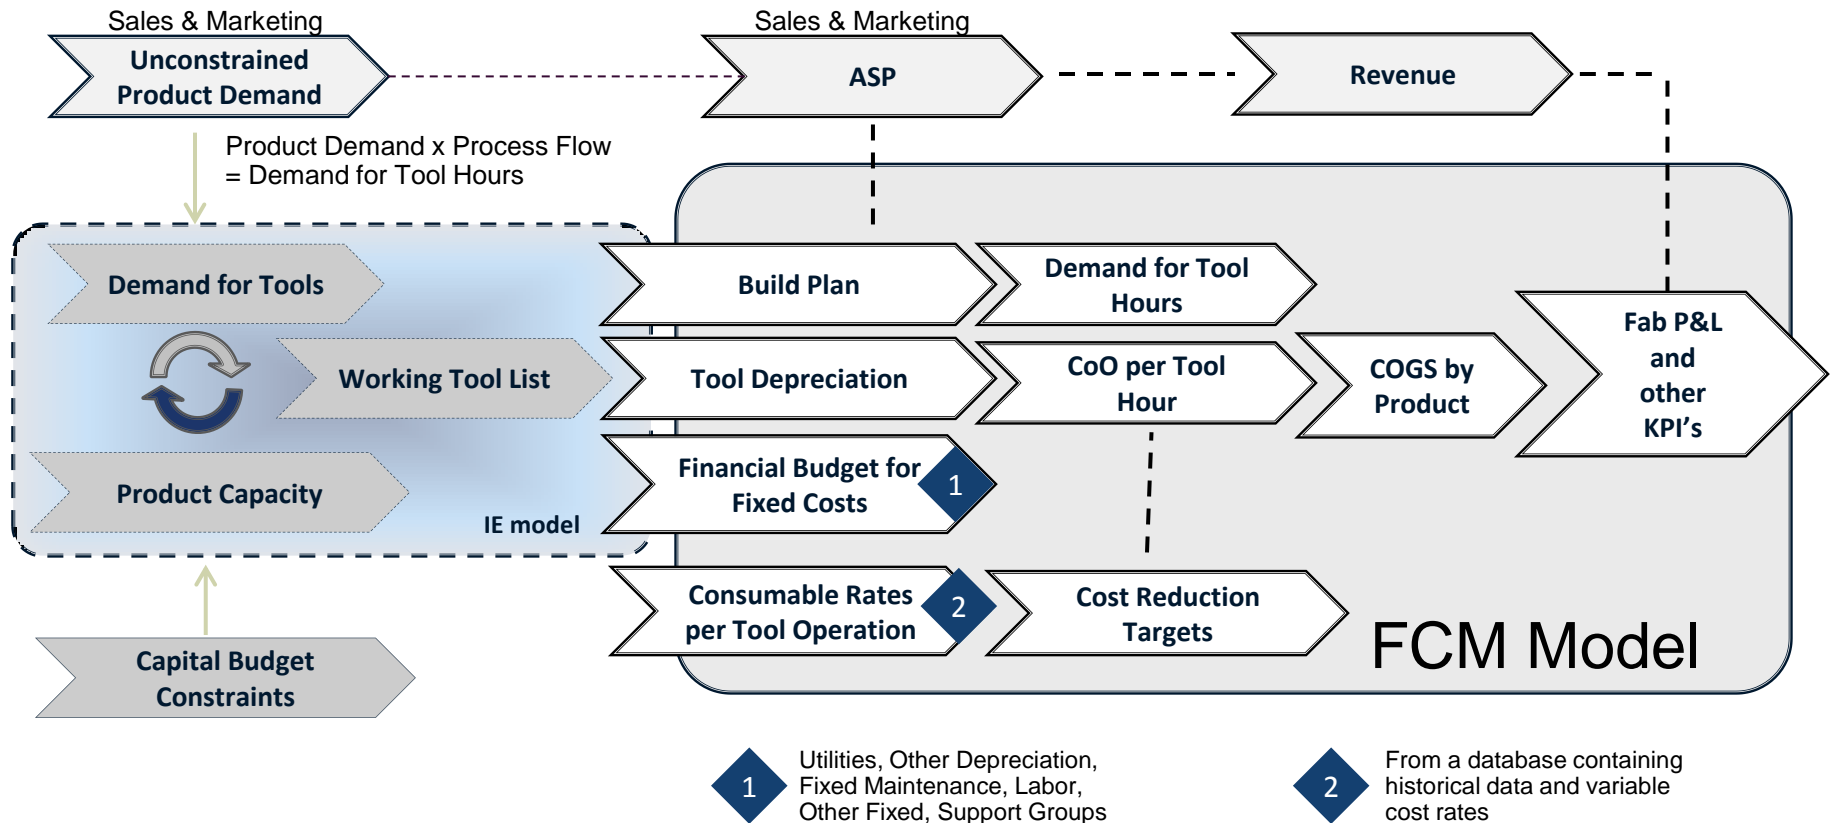 Sales & Marketing
Unconstrained
Product Demand
Sales & Marketing
ASP
Revenue
Product Demand x Process Flow
= Demand for Tool Hours
Demand for Tools
Working Tool List
Product Capacity
IE model
Capital Budget
Constraints
Build Plan
Demand for Tool
Hours
Tool Depreciation
CoO per Tool
Hour
COGS by
Product
Fab P&L
and
other
KPI’s
Financial Budget for
Fixed Costs
1
Consumable Rates
per Tool Operation
2
Cost Reduction
Targets
FCM Model
1
Utilities, Other Depreciation,
Fixed Maintenance, Labor,
Other Fixed, Support Groups
2
From a database containing
historical data and variable
cost rates